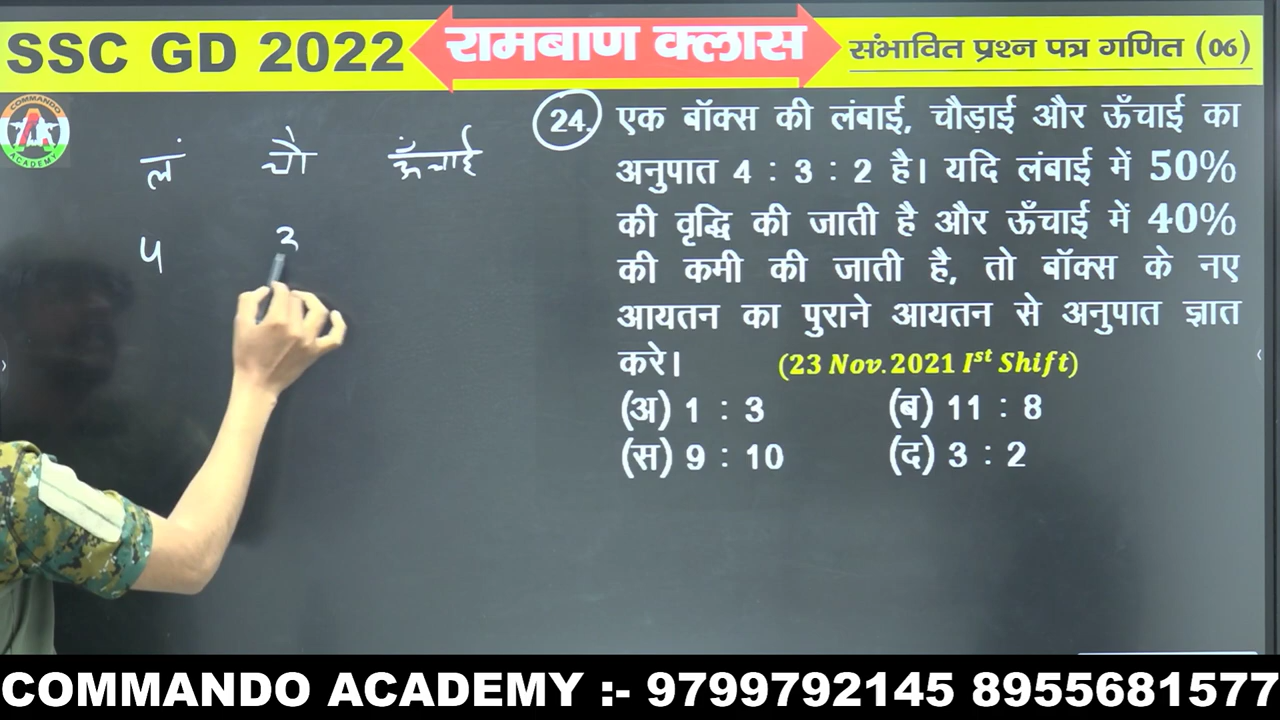 SSC GD 2022
रामबाण क्लास
संभावित प्रश्न पत्र गणित (06)
COMMANDO
ACADEMY
लं चौ ऊँचाई
4 3
24. एक बॉक्स की लंबाई, चौड़ाई और ऊँचाई का
अनुपात 4 : 3 : 2 है। यदि लंबाई में 50%
की वृद्धि की जाती है और ऊँचाई में 40%
की कमी की जाती है, तो बॉक्स के नए
आयतन का पुराने आयतन से अनुपात ज्ञात
करे। (23 Nov.2021 Ist Shift)
(अ) 1 : 3 (ब) 11 : 8
(स) 9 : 10 (द) 3 : 2
COMMANDO ACADEMY :- 9799792145 8955681577